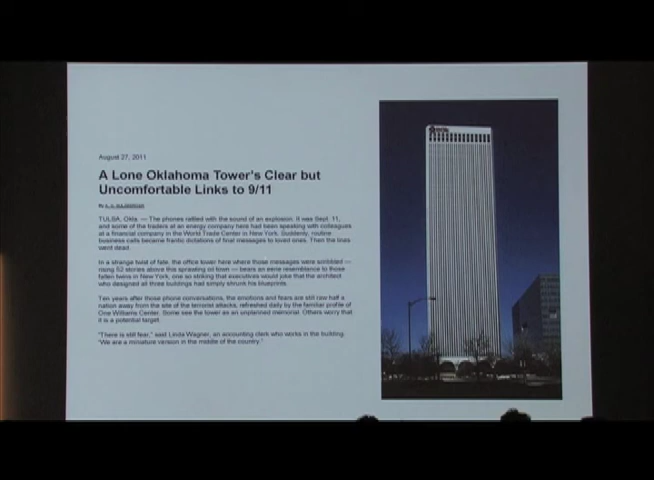 August 27, 2011
A Lone Oklahoma Tower's Clear but
Uncomfortable Links to 9/11
TULSA, Okla. — The phones rattled with the sound of an explosion. It was Sept. 11,
and some of the traders at an energy company here had been speaking with colleagues
at a financial company in the World Trade Center in New York. Suddenly, routine
business calls became frantic dictations of final messages to loved ones. Then the lines
went dead.
In a strange twist of fate, the office tower here where those messages were scribbled —
rising 52 stories above this sprawling oil town — bears an eerie resemblance to those
fallen twins in New York, one so striking that executives would joke that the architect
who designed all three buildings had simply shrunk his blueprints.
Ten years after those phone conversations, the emotions and fears are still raw half a
nation away from the site of the terrorist attacks, refreshed daily by the familiar profile of
One Williams Center. Some see the tower as an unplanned memorial. Others worry that
it is a potential target.
"There is still fear," said Linda Wagner, an accounting clerk who works in the building.
"We are a miniature version in the middle of the country."